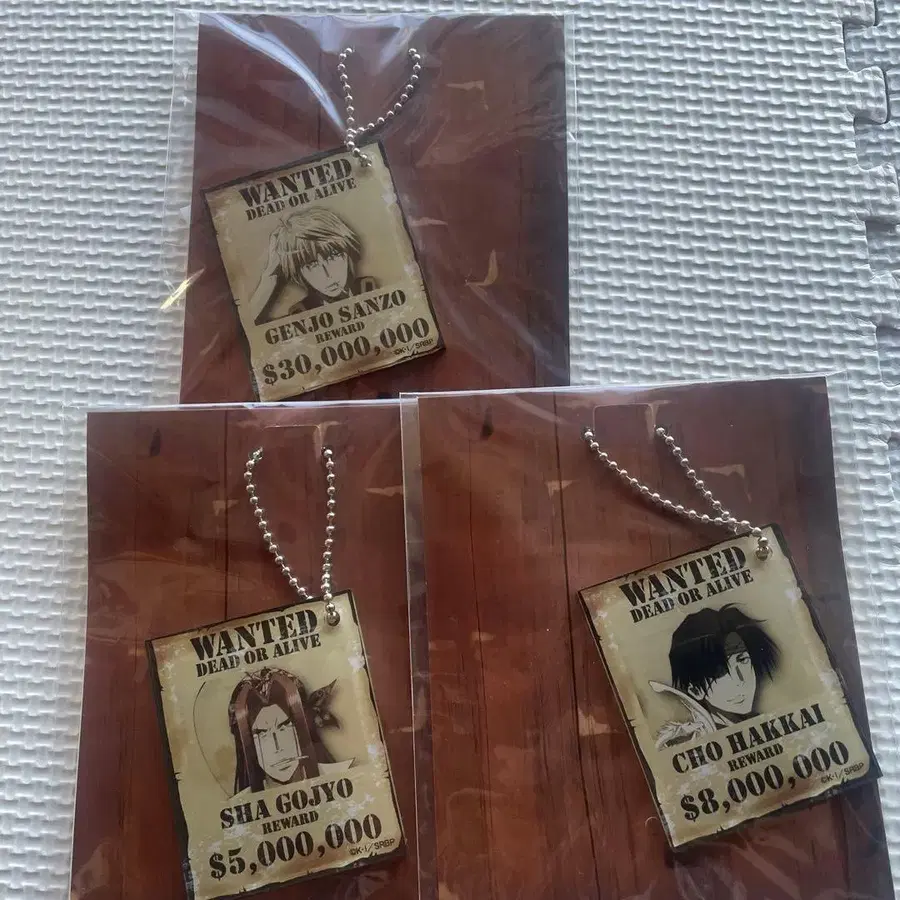 WANTED
DEAD OR ALIVE
GENJO SANZO
REWARD
$30,000,000
©K・I/SRBP
WANTED
DEAD OR ALIVE
SHA GOJYO
REWARD
$5,000,000
©K・I/SRBP
WANTED
DEAD OR ALIVE
CHO HAKKAI
REWARD
$8,000,000
©K・I/SRBP